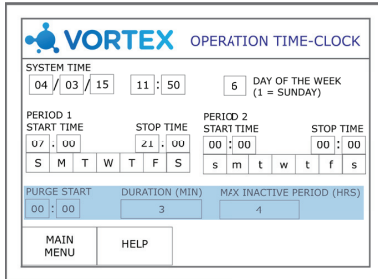 VORTEX OPERATION TIME-CLOCK
SYSTEM TIME
04 / 03 / 15 11 : 50 6 DAY OF THE WEEK
(1 = SUNDAY)
PERIOD 1 PERIOD 2
START TIME STOP TIME START TIME STOP TIME
07 . 00 21 . 00 00 : 00 00 : 00
S M T W T F S s m t w t f s
PURGE START DURATION (MIN) MAX INACTIVE PERIOD (HRS)
00 : 00 3 4
MAIN HELP
MENU